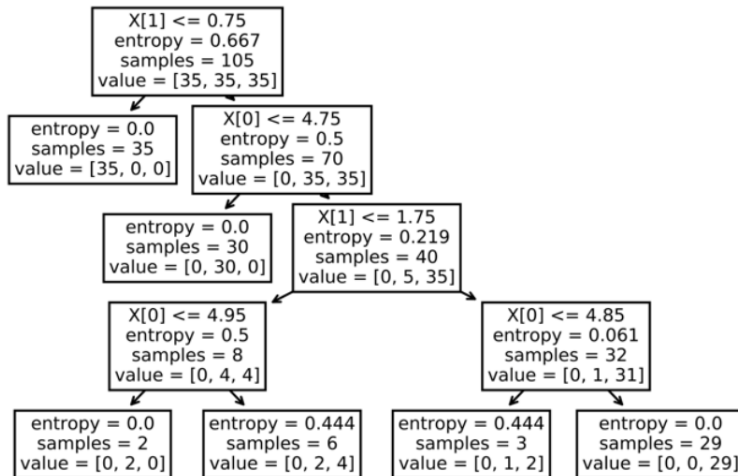 X[1] <= 0.75
entropy = 0.667
samples = 105
value = [35, 35, 35]
entropy = 0.0
samples = 35
value = [35, 0, 0]
X[0] <= 4.75
entropy = 0.5
samples = 70
value = [0, 35, 35]
entropy = 0.0
samples = 30
value = [0, 30, 0]
X[1] <= 1.75
entropy = 0.219
samples = 40
value = [0, 5, 35]
X[0] <= 4.95
entropy = 0.5
samples = 8
value = [0, 4, 4]
X[0] <= 4.85
entropy = 0.061
samples = 32
value = [0, 1, 31]
entropy = 0.0
samples = 2
value = [0, 2, 0]
entropy = 0.444
samples = 6
value = [0, 2, 4]
entropy = 0.444
samples = 3
value = [0, 1, 2]
entropy = 0.0
samples = 29
value = [0, 0, 29]